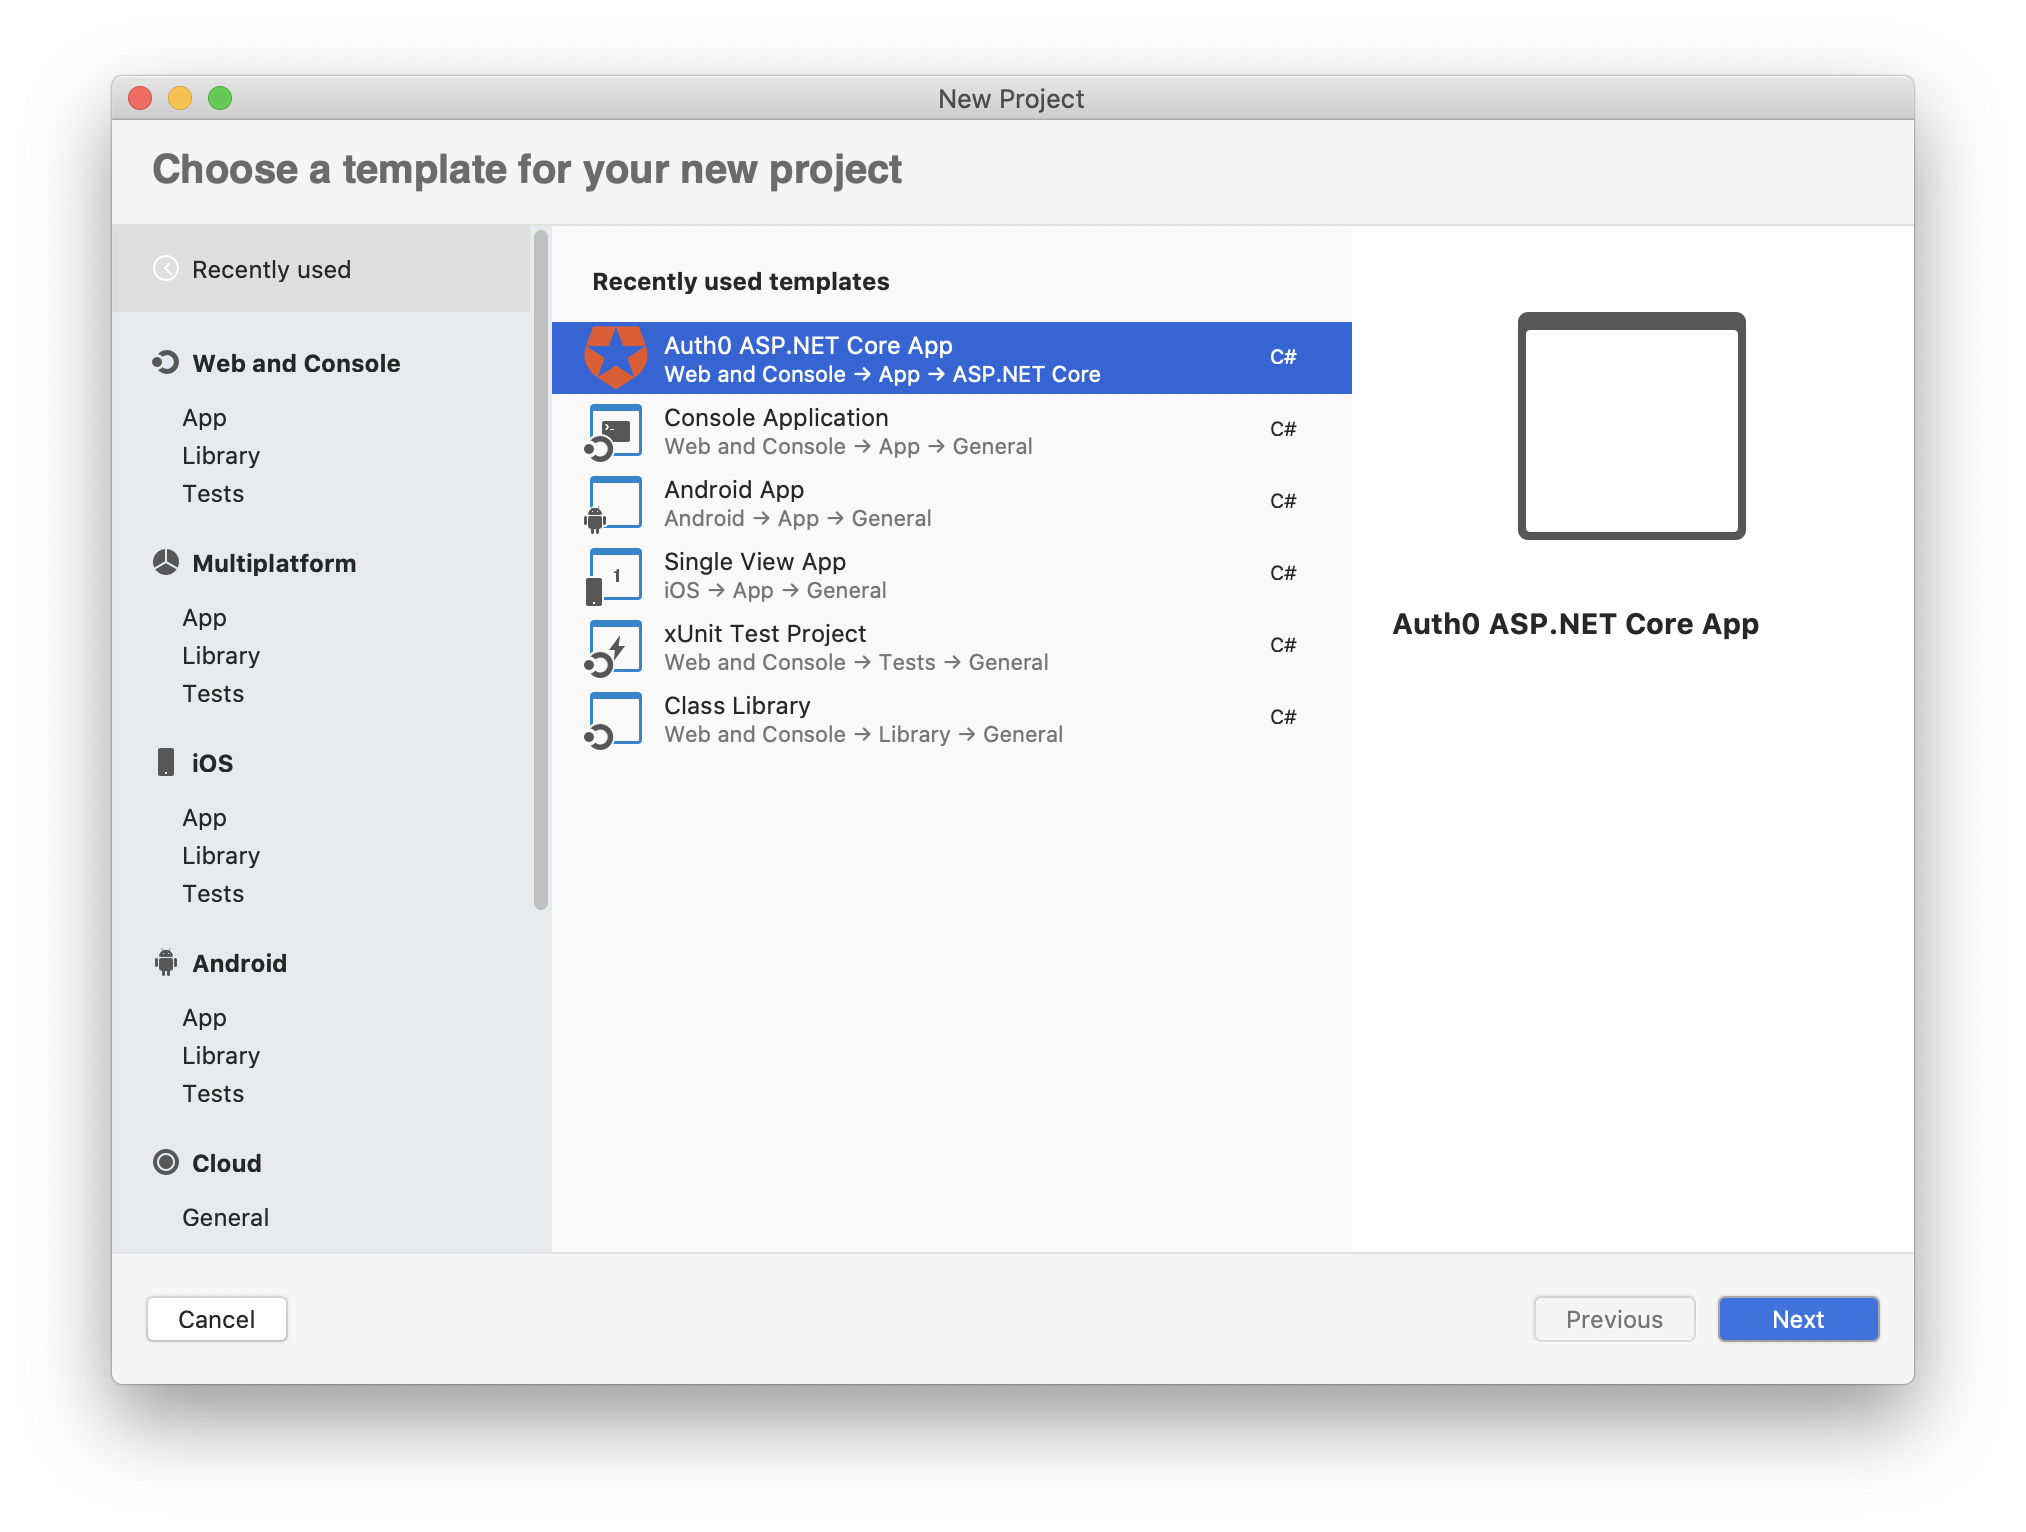 New Project
Choose a template for your new project
Recently used
Web and Console
App
Library
Tests
Multiplatform
App
Library
Tests
iOS
App
Library
Tests
Android
App
Library
Tests
Cloud
General
Recently used templates
Auth0 ASP.NET Core App
Web and Console → App → ASP.NET Core
C#
Console Application
Web and Console → App → General
C#
Android App
Android → App → General
C#
1
Single View App
iOS → App → General
C#
xUnit Test Project
Web and Console → Tests → General
C#
Class Library
Web and Console → Library → General
C#
Auth0 ASP.NET Core App
Cancel
Previous
Next